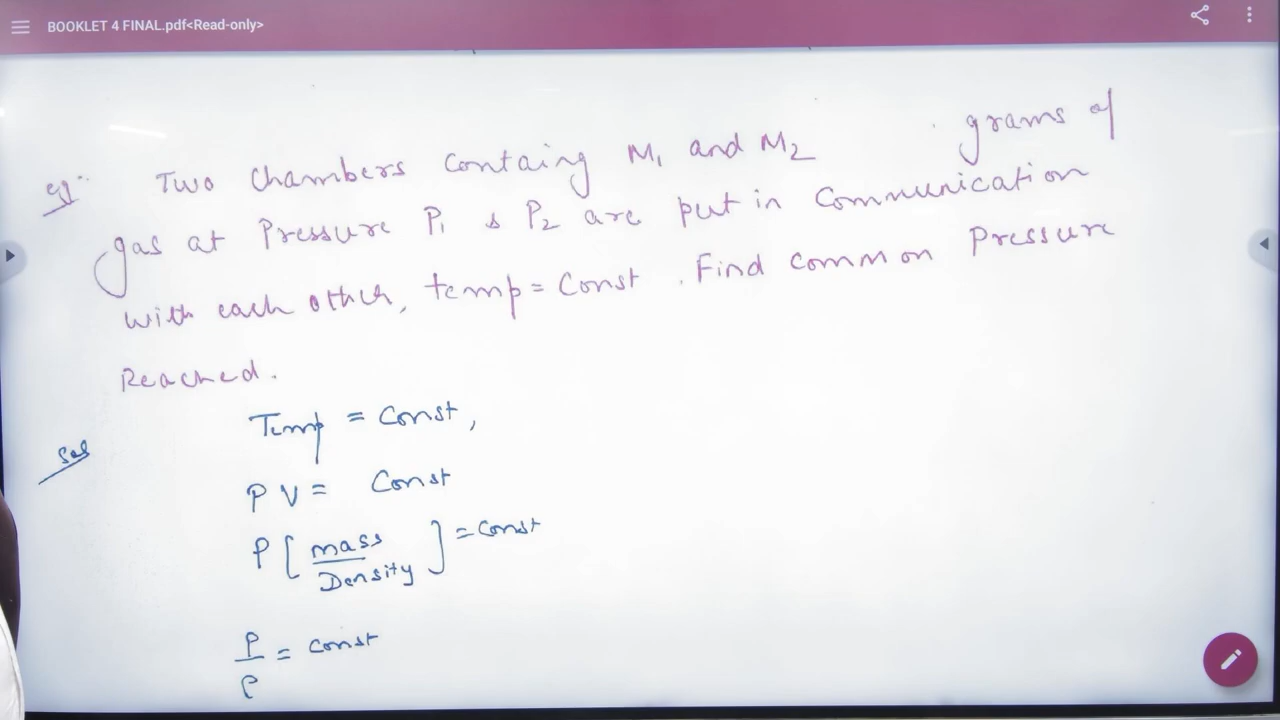 BOOKLET 4 FINAL.pdf<Read-only>
Two Chambers Containg M₁ and M₂ grams of
gas at Pressure P₁ & P₂ are put in Communication
with each other, temp = Const . Find common Pressure
Reached.
Sol Temp = Const,
PV = Const
P [ mass / Density ] = Const
P / ρ = Const